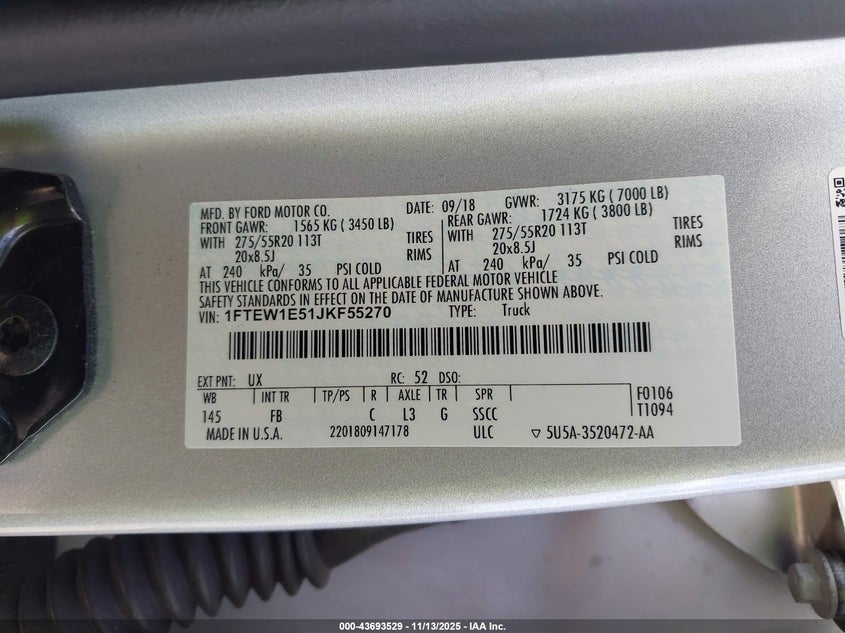 MFD. BY FORD MOTOR CO. DATE: 09/18 GVWR: 3175 KG ( 7000 LB)
FRONT GAWR: 1565 KG ( 3450 LB) REAR GAWR: 1724 KG ( 3800 LB)
WITH 275/55R20 113T TIRES WITH 275/55R20 113T TIRES
20x8.5J RIMS 20x8.5J RIMS
AT 240 kPa/ 35 PSI COLD AT 240 kPa/ 35 PSI COLD
THIS VEHICLE CONFORMS TO ALL APPLICABLE FEDERAL MOTOR VEHICLE
SAFETY STANDARDS IN EFFECT ON THE DATE OF MANUFACTURE SHOWN ABOVE.
VIN: 1FTEW1E51JKF55270 TYPE: Truck
EXT PNT: UX RC: 52 DSO:
WB INT TR TP/PS R AXLE TR SPR F0106
145 FB C L3 G SSCC T1094
MADE IN U.S.A. 2201809147178 ULC ▽ 5U5A-3520472-AA
000-43693529 - 11/13/2025 - IAA Inc.